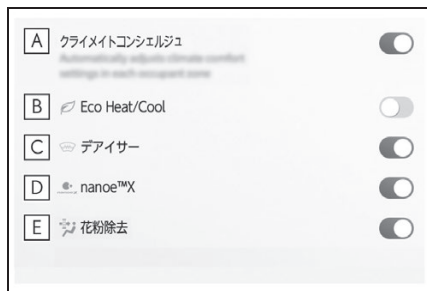 A クライメイトコンシェルジュ
Automatically adjusts climate comfort
settings in each occupant zone
B Eco Heat/Cool
C デアイサー
D nanoe™X
E 花粉除去